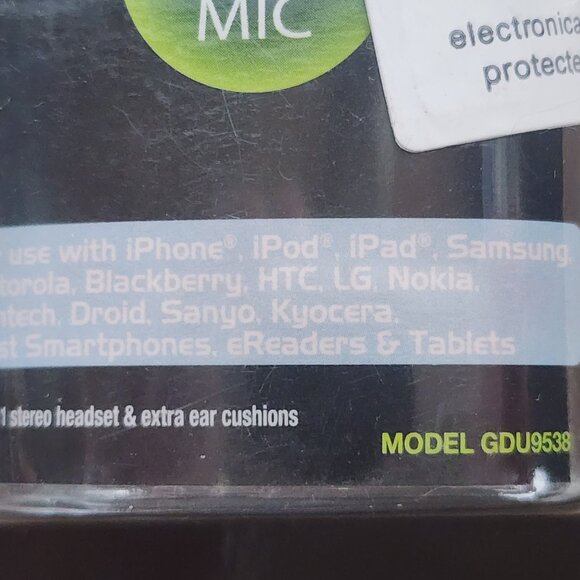 MIC
electronica
protecte
use with iPhone®, iPod®, iPad®, Samsung,
torola, Blackberry, HTC, LG, Nokia,
ntech, Droid, Sanyo, Kyocera,
st Smartphones, eReaders & Tablets
1 stereo headset & extra ear cushions
MODEL GDU9538